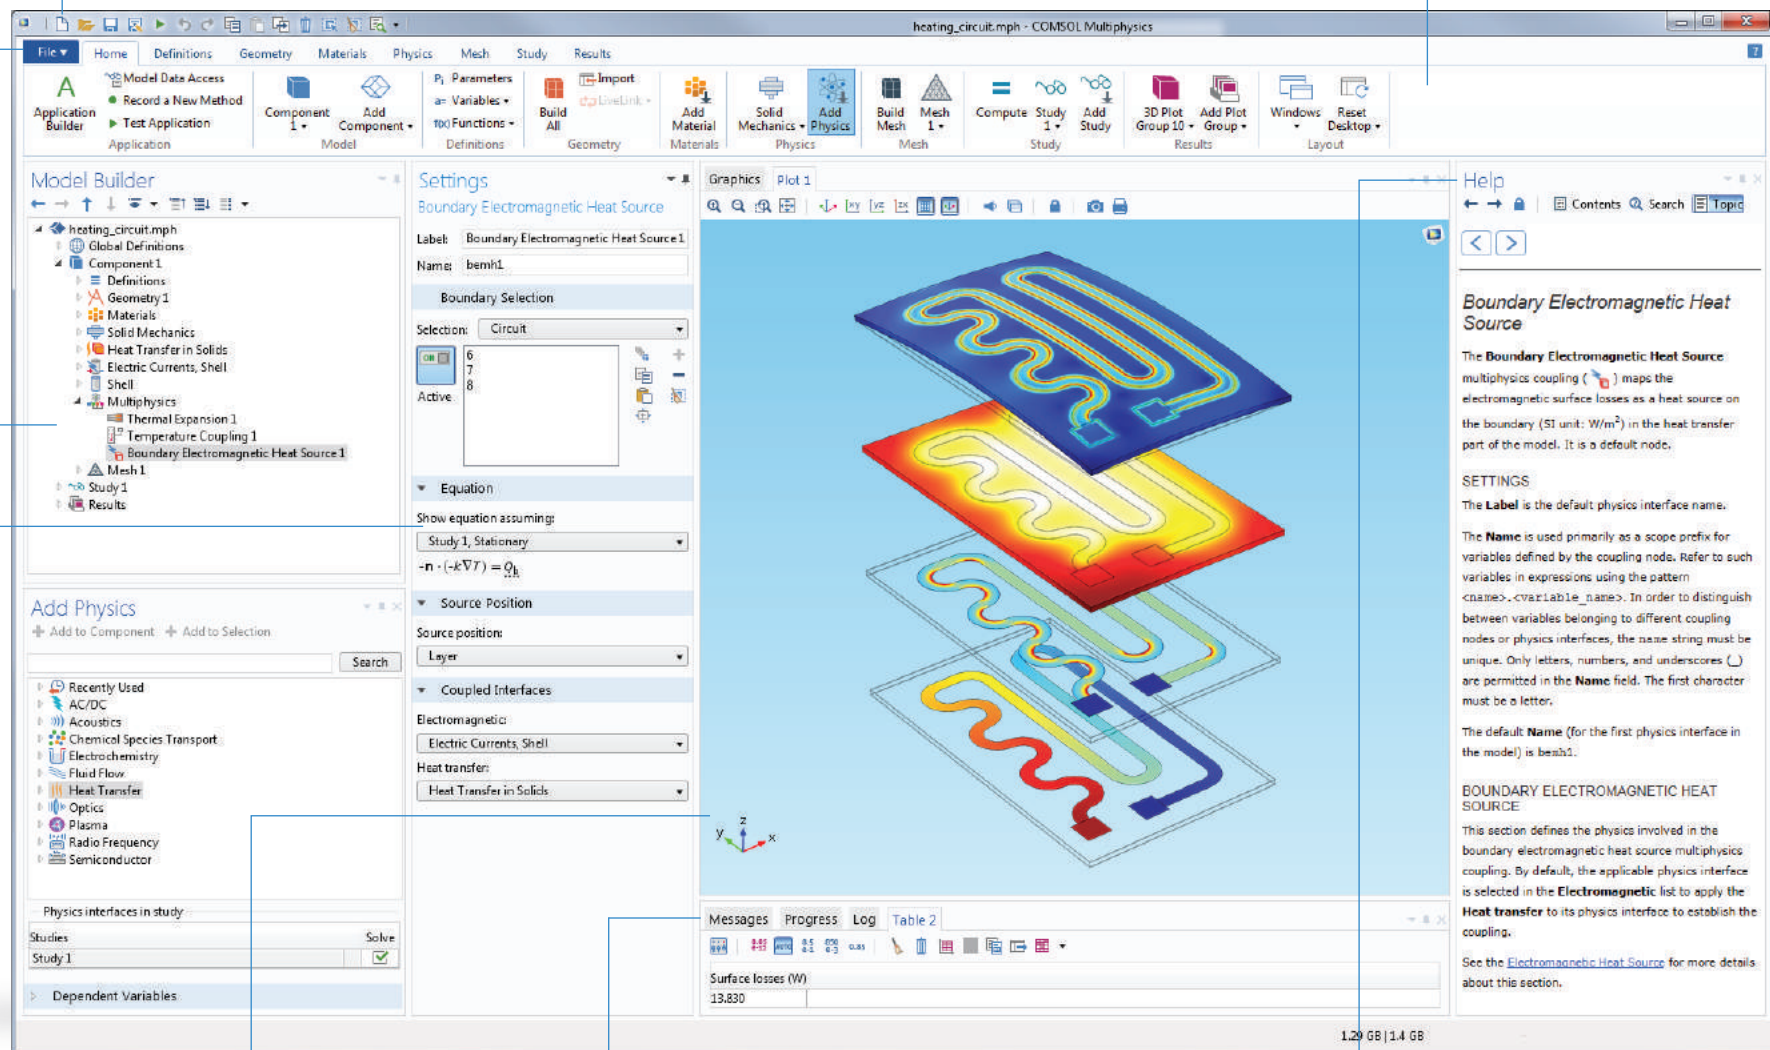 heating_circuit.mph - COMSOL Multiphysics
File Home Definitions Geometry Materials Physics Mesh Study Results
Application Builder
Model Data Access
Record a New Method
Test Application
Application
Component 1
Add Component
Model
Pi Parameters
a= Variables
f(x) Functions
Definitions
Build All
Import
LiveLink
Geometry
Add Material
Materials
Solid Mechanics
Add Physics
Physics
Build Mesh
Mesh 1
Mesh
Compute
Study 1
Add Study
Study
3D Plot Group 10
Add Plot Group
Results
Windows
Reset Desktop
Layout
Model Builder
heating_circuit.mph
Global Definitions
Component 1
Definitions
Geometry 1
Materials
Solid Mechanics
Heat Transfer in Solids
Electric Currents, Shell
Shell
Multiphysics
Thermal Expansion 1
Temperature Coupling 1
Boundary Electromagnetic Heat Source 1
Mesh 1
Study 1
Results
Add Physics
Add to Component Add to Selection
Search
Recently Used
AC/DC
Acoustics
Chemical Species Transport
Electrochemistry
Fluid Flow
Heat Transfer
Optics
Plasma
Radio Frequency
Semiconductor
Physics interfaces in study
Studies Solve
Study 1
Dependent Variables
Settings
Boundary Electromagnetic Heat Source
Label: Boundary Electromagnetic Heat Source 1
Name: bemh1
Boundary Selection
Selection: Circuit
ON
Active
6
7
8
Equation
Show equation assuming:
Study 1, Stationary
-n · (-k∇T) = Qb
Source Position
Source position:
Layer
Coupled Interfaces
Electromagnetic:
Electric Currents, Shell
Heat transfer:
Heat Transfer in Solids
Graphics Plot 1
xy yz zx
z
y
x
Messages Progress Log Table 2
AUTO 8.5 850 0.85
Surface losses (W)
13.830
Help
Contents Search Topic
Boundary Electromagnetic Heat
Source
The Boundary Electromagnetic Heat Source
multiphysics coupling ( ) maps the
electromagnetic surface losses as a heat source on
the boundary (SI unit: W/m²) in the heat transfer
part of the model. It is a default node.
SETTINGS
The Label is the default physics interface name.
The Name is used primarily as a scope prefix for
variables defined by the coupling node. Refer to such
variables in expressions using the pattern
<name>.<variable_name>. In order to distinguish
between variables belonging to different coupling
nodes or physics interfaces, the name string must be
unique. Only letters, numbers, and underscores (_)
are permitted in the Name field. The first character
must be a letter.
The default Name (for the first physics interface in
the model) is bemh1.
BOUNDARY ELECTROMAGNETIC HEAT
SOURCE
This section defines the physics involved in the
boundary electromagnetic heat source multiphysics
coupling. By default, the applicable physics interface
is selected in the Electromagnetic list to apply the
Heat transfer to its physics interface to establish the
coupling.
See the Electromagnetic Heat Source for more details
about this section.
1.29 GB | 1.4 GB